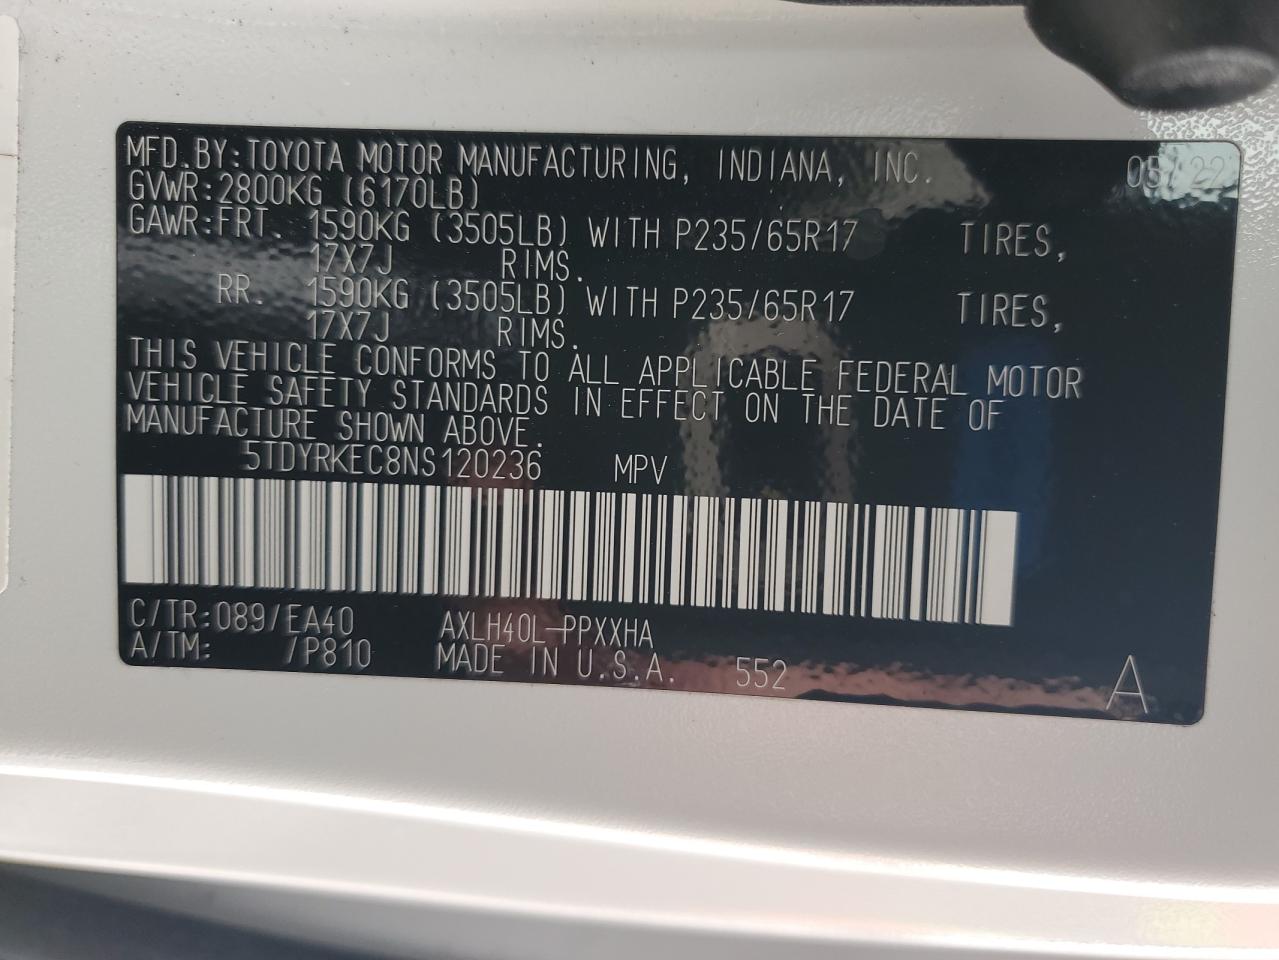 MFD.BY:TOYOTA MOTOR MANUFACTURING, INDIANA, INC. 05/22
GVWR:2800KG (6170LB)
GAWR:FRT. 1590KG (3505LB) WITH P235/65R17 TIRES,
17X7J RIMS.
RR. 1590KG (3505LB) WITH P235/65R17 TIRES,
17X7J RIMS.
THIS VEHICLE CONFORMS TO ALL APPLICABLE FEDERAL MOTOR
VEHICLE SAFETY STANDARDS IN EFFECT ON THE DATE OF
MANUFACTURE SHOWN ABOVE.
5TDYRKEC8NS120236 MPV
C/TR:089/EA40 AXLH40L-PPXXHA
A/TM: /P810 MADE IN U.S.A. 552 A